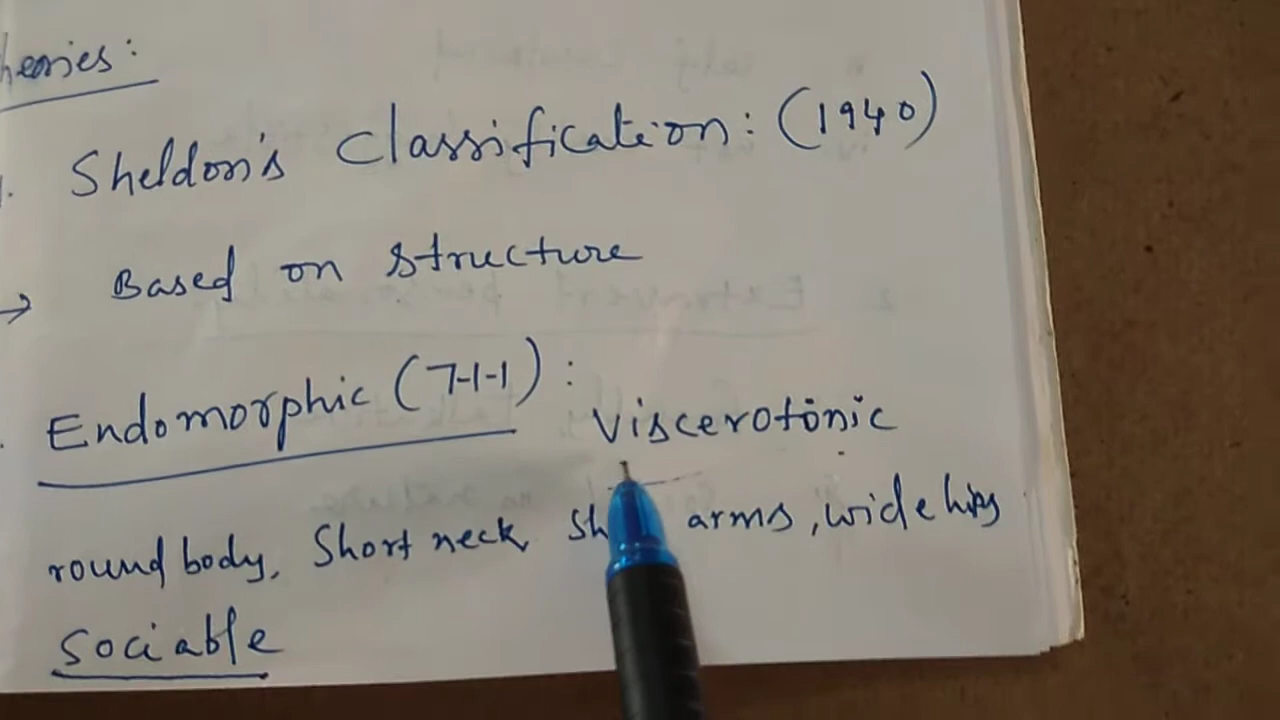 Sheldon's Classification: (1940)
→ Based on structure
Endomorphic (7-1-1) : Viscerotonic
round body, Short neck arms, wide hips
Sociable